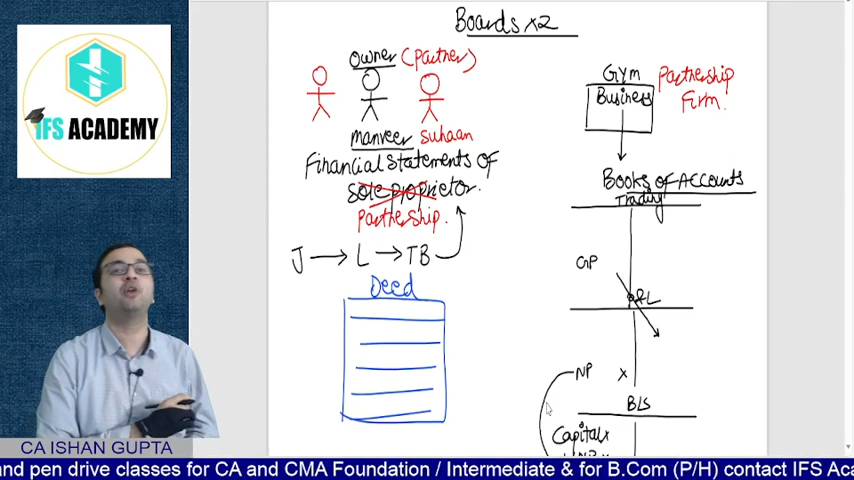 Boards x2
IFS ACADEMY
Owner (Partner)
Manveer Suhaan
Financial Statements of
Sole proprietor.
Partnership.
J → L → TB
Deed
Gym
Business
Partnership
Firm.
Books of Accounts
Trading
GP
P&L
NP x
B/S
Capital x
CA ISHAN GUPTA
and pen drive classes for CA and CMA Foundation / Intermediate & for B.Com (P/H) contact IFS Aca